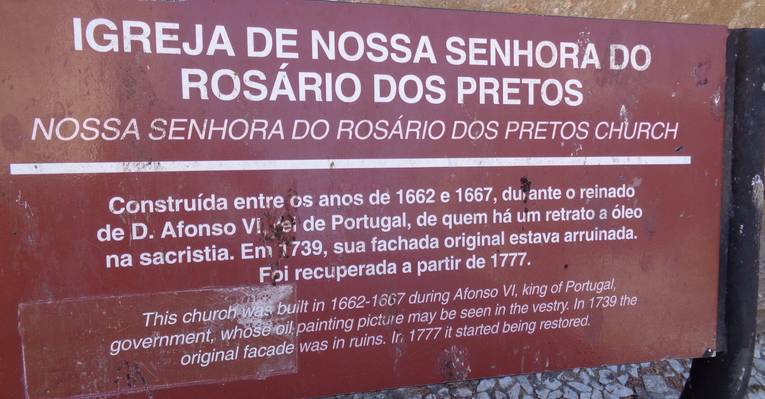 IGREJA DE NOSSA SENHORA DO
ROSÁRIO DOS PRETOS
NOSSA SENHORA DO ROSÁRIO DOS PRETOS CHURCH
Construída entre os anos de 1662 e 1667, durante o reinado
de D. Afonso VI, rei de Portugal, de quem há um retrato a óleo
na sacristia. Em 1739, sua fachada original estava arruinada.
Foi recuperada a partir de 1777.
This church was built in 1662-1667 during Afonso VI, king of Portugal,
government, whose oil painting picture may be seen in the vestry. In 1739 the
original facade was in ruins. In 1777 it started being restored.